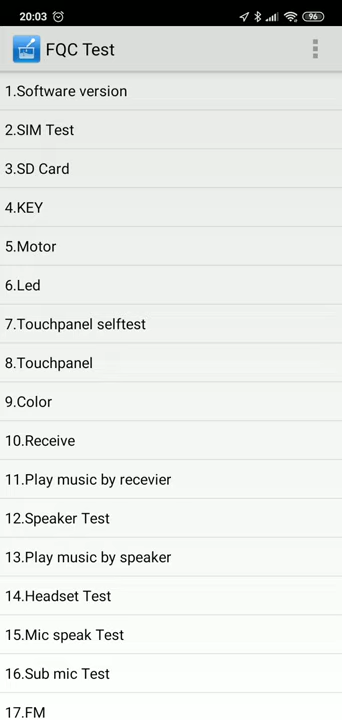 20:03 96
FQC Test
1.Software version
2.SIM Test
3.SD Card
4.KEY
5.Motor
6.Led
7.Touchpanel selftest
8.Touchpanel
9.Color
10.Receive
11.Play music by recevier
12.Speaker Test
13.Play music by speaker
14.Headset Test
15.Mic speak Test
16.Sub mic Test
17.FM